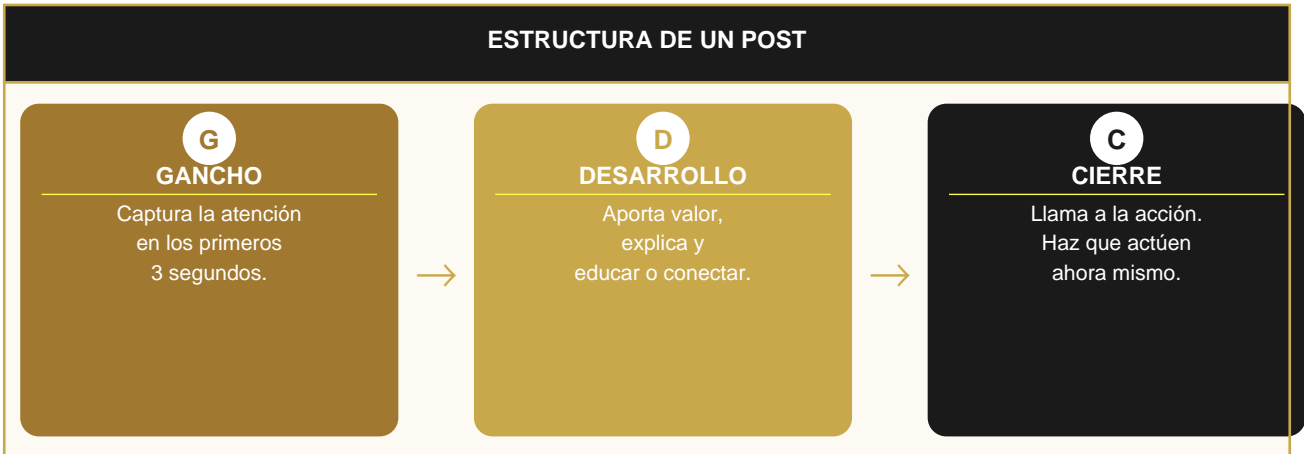 ESTRUCTURA DE UN POST
G
GANCHO
Captura la atención
en los primeros
3 segundos.
→
D
DESARROLLO
Aporta valor,
explica y
educar o conectar.
→
C
CIERRE
Llama a la acción.
Haz que actúen
ahora mismo.